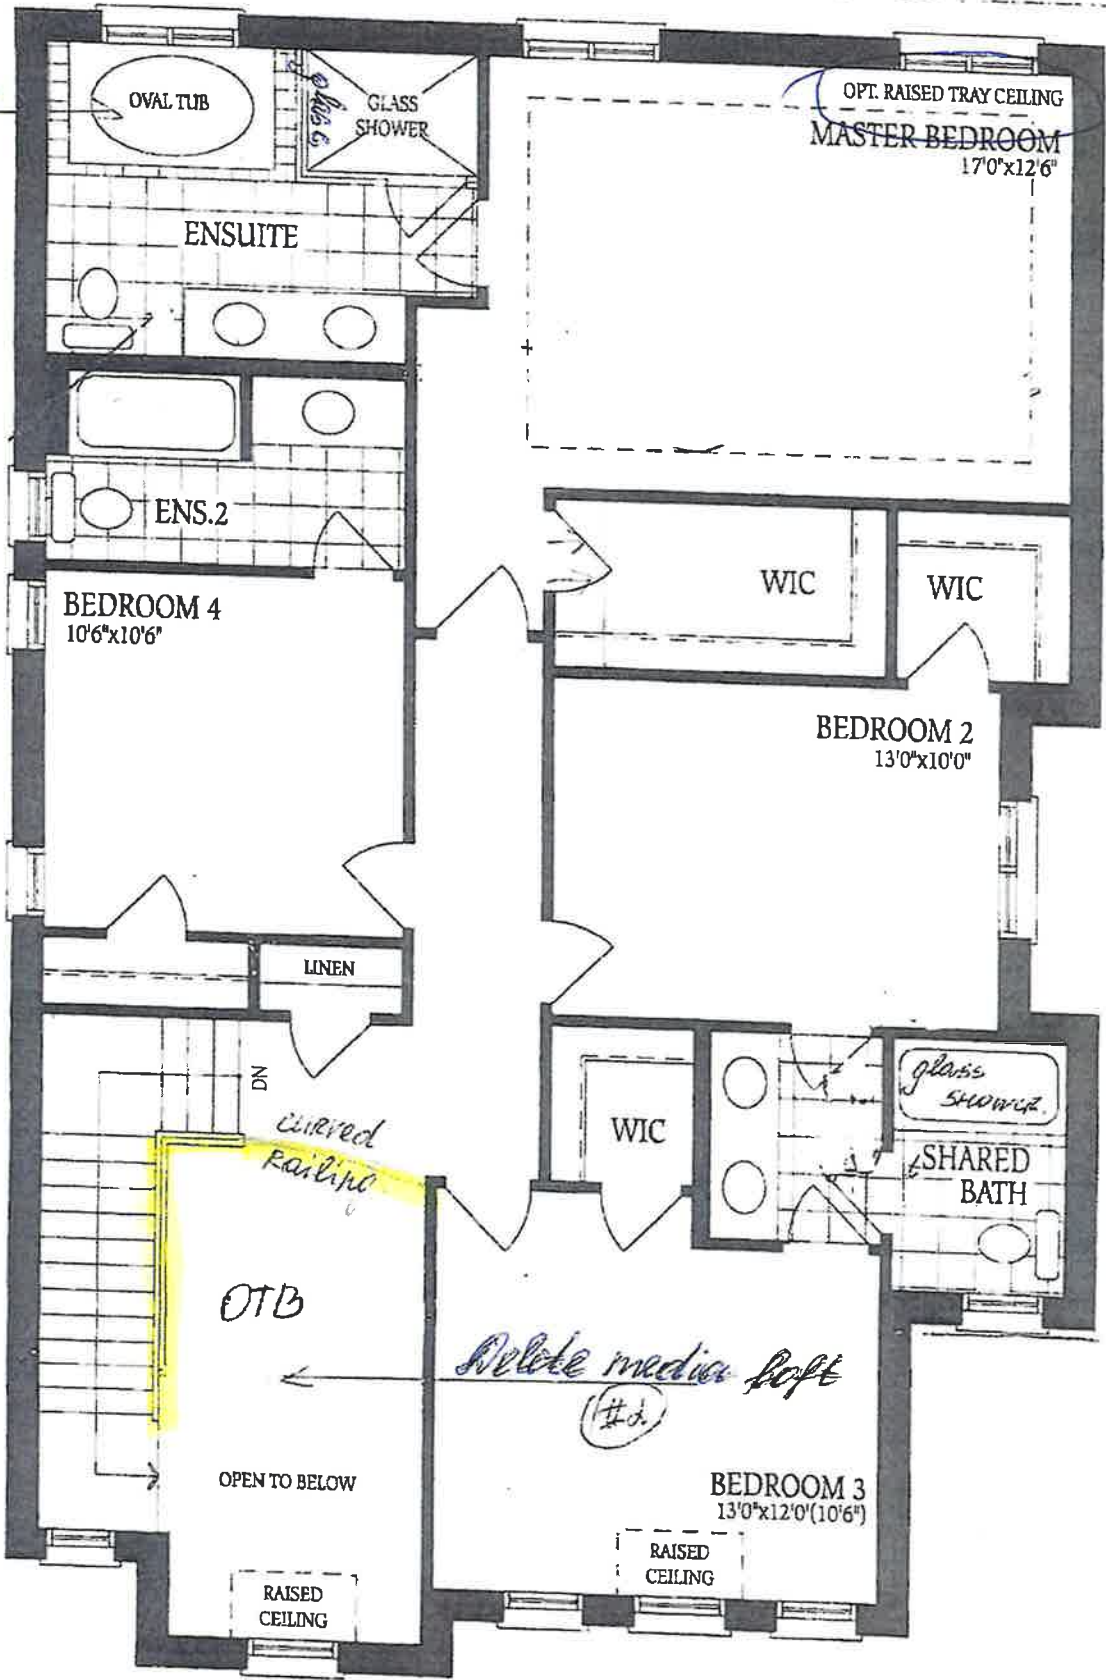 OVAL TUB
glass
GLASS
SHOWER
OPT. RAISED TRAY CEILING
MASTER BEDROOM
17'0"x12'6"
ENSUITE
ENS.2
WIC
WIC
BEDROOM 4
10'6"x10'6"
BEDROOM 2
13'0"x10'0"
LINEN
DN
curved
Railing
WIC
glass
SHOWER.
SHARED
BATH
OTB
Delete media loft
OPEN TO BELOW
BEDROOM 3
13'0"x12'0"(10'6")
RAISED
CEILING
RAISED
CEILING